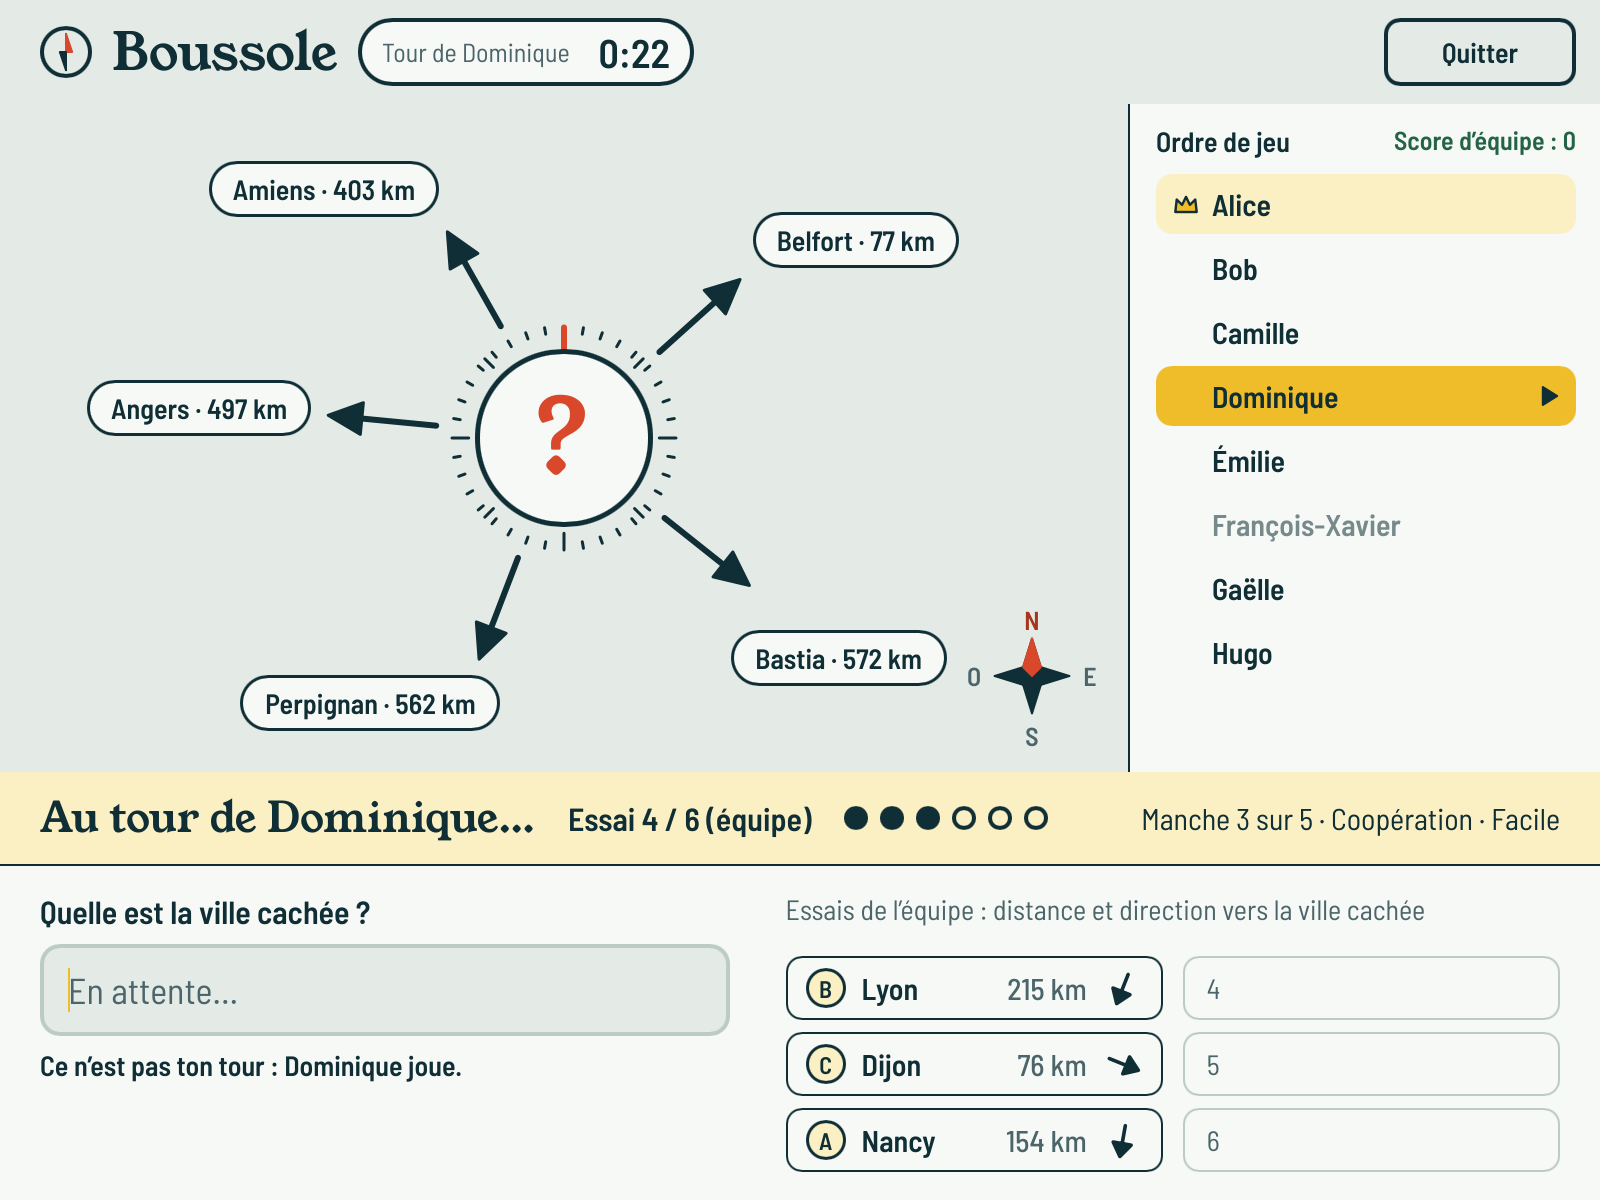 Boussole
Tour de Dominique 0:22
Quitter
Amiens · 403 km
Belfort · 77 km
Angers · 497 km
?
Bastia · 572 km
Perpignan · 562 km
N
O
E
S
Ordre de jeu
Score d’équipe : 0
Alice
Bob
Camille
Dominique
Émilie
François-Xavier
Gaëlle
Hugo
Au tour de Dominique...
Essai 4 / 6 (équipe)
Manche 3 sur 5 · Coopération · Facile
Quelle est la ville cachée ?
En attente...
Ce n’est pas ton tour : Dominique joue.
Essais de l’équipe : distance et direction vers la ville cachée
B Lyon 215 km
4
C Dijon 76 km
5
A Nancy 154 km
6